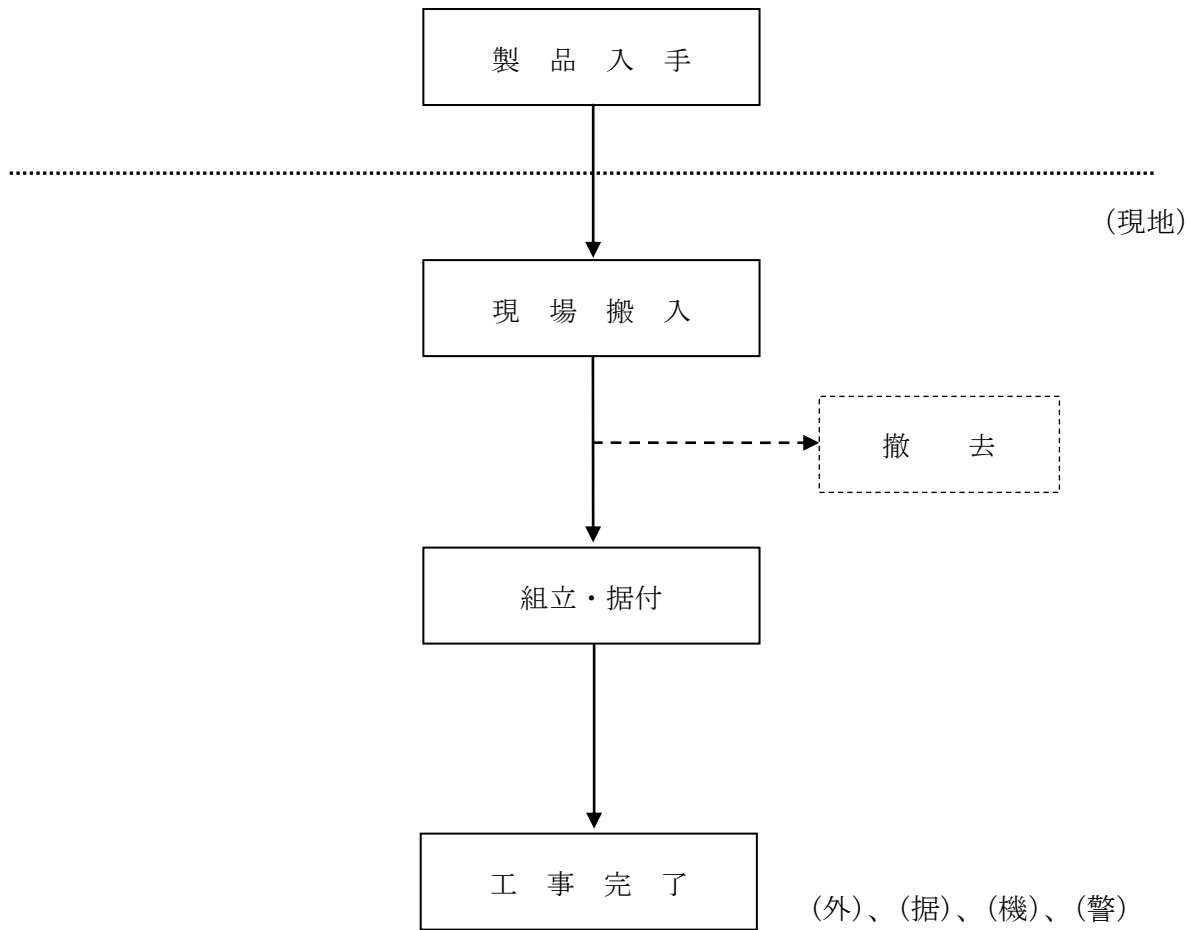 製　品　入　手
（現地）
現　場　搬　入
撤　　去
組立・据付
工　事　完　了
（外）、（据）、（機）、（警）